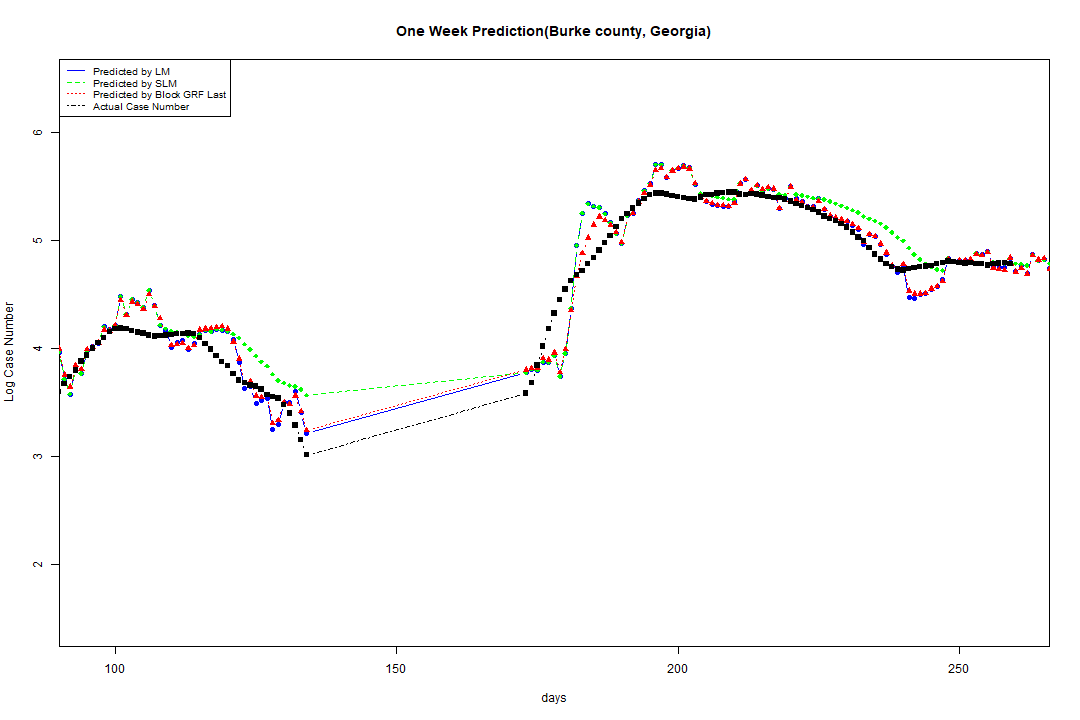 One Week Prediction(Burke county, Georgia)
Predicted by LM
Predicted by SLM
Predicted by Block GRF Last
Actual Case Number
6
5
4
3
2
Log Case Number
100
150
200
250
days